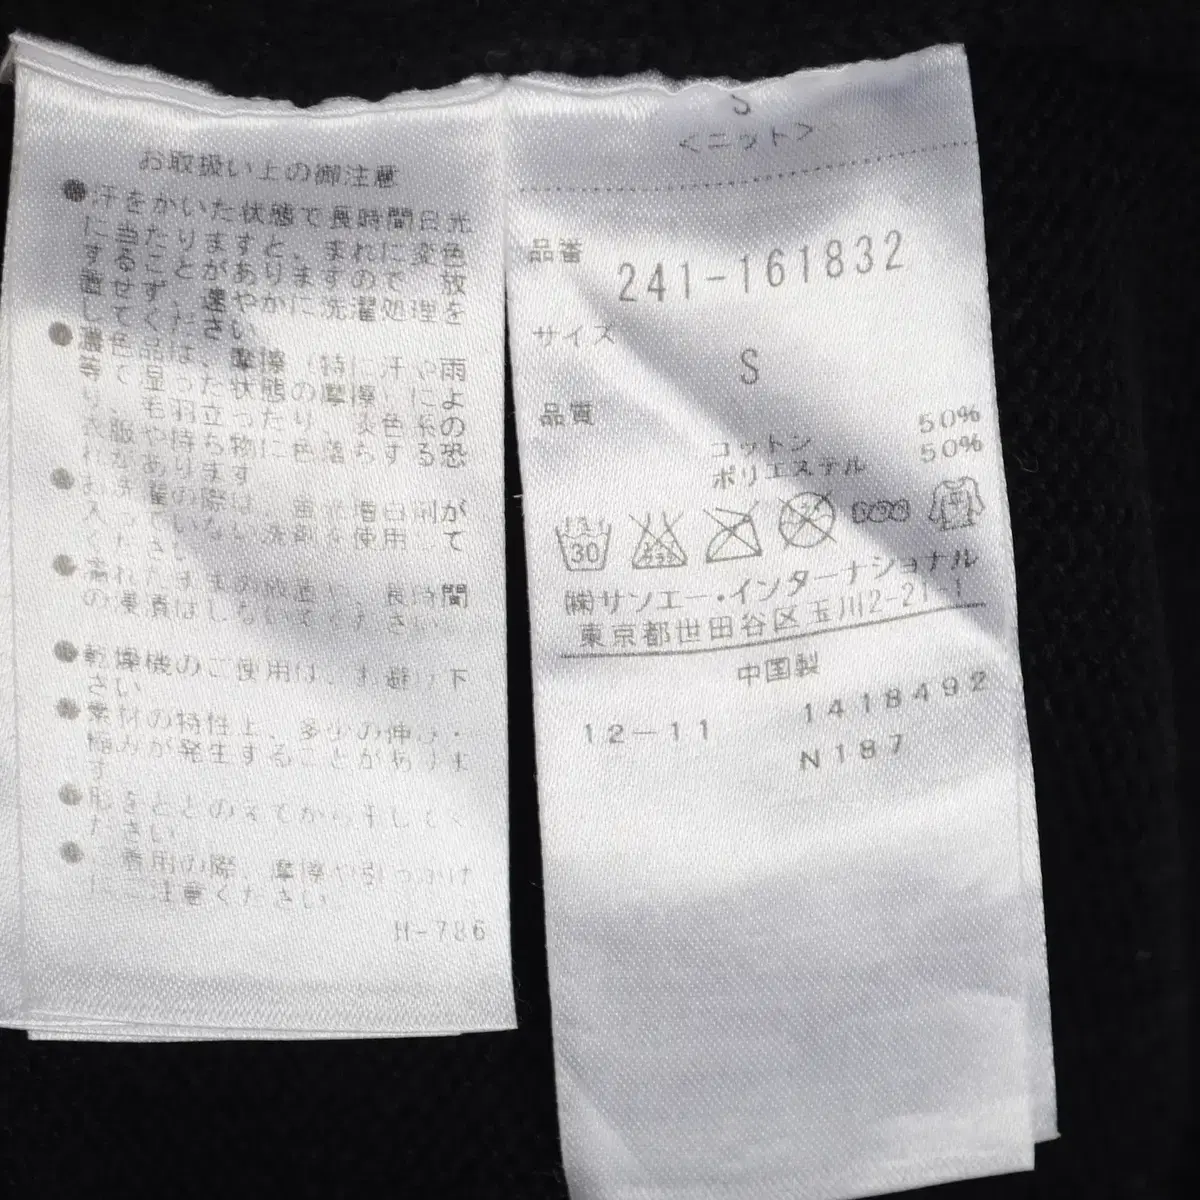 お取扱い上の御注意
●汗をかいた状態で長時間日光
に当たりますと、まれに変色
することがありますので、放
置せず、速やかに洗濯処理を
してください
●濃色品は、摩擦（特に汗や雨
等で湿った状態の摩擦）によ
り、毛羽立ったり、淡色系の
衣服や持ち物に色落ちする恐
れがあります
●お洗濯の際は、蛍光増白剤が
入っていない洗剤を使用して
ください
●濡れたままの放置や、長時間
の浸漬はしないでください
●乾燥機のご使用はお避け下
さい
●素材の特性上、多少の伸び・
縮みが発生することがありま
す
●形をととのえてから干してく
ださい
●ご着用の際、摩擦や引っかけ
にご注意ください
H-786
S
<ニット>
品番
241-161832
サイズ
S
品質
コットン 50%
ポリエステル 50%
30
㈱サンエー・インターナショナル
東京都世田谷区玉川2-21-1
中国製
12-11 1418492
N187